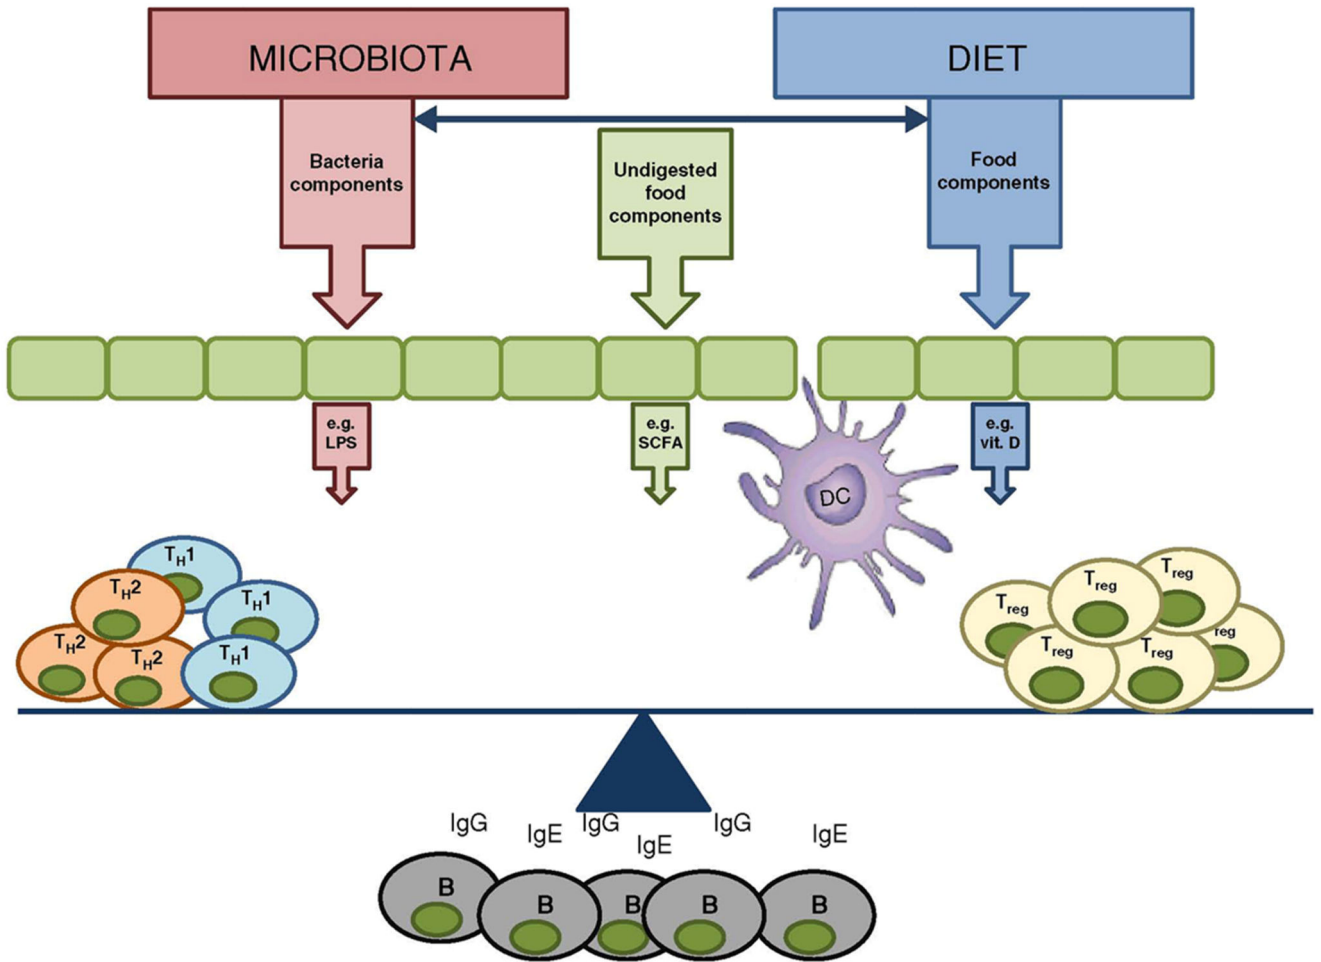 MICROBIOTA
DIET
Bacteria
components
Undigested
food
components
Food
components
e.g.
LPS
e.g.
SCFA
e.g.
vit. D
DC
TH1
TH2
TH1
TH2
TH2
TH1
Treg
Treg
Treg
reg
Treg
Treg
IgG
IgE
IgG
IgE
IgG
IgE
B
B
B
B
B